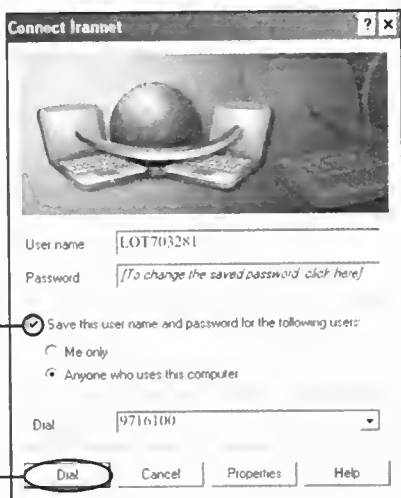 Connect Irannet
? ×
User name LOT703281
Password [To change the saved password, click here]
Save this user name and password for the following users:
Me only
Anyone who uses this computer
Dial 9716100
Dial Cancel Properties Help